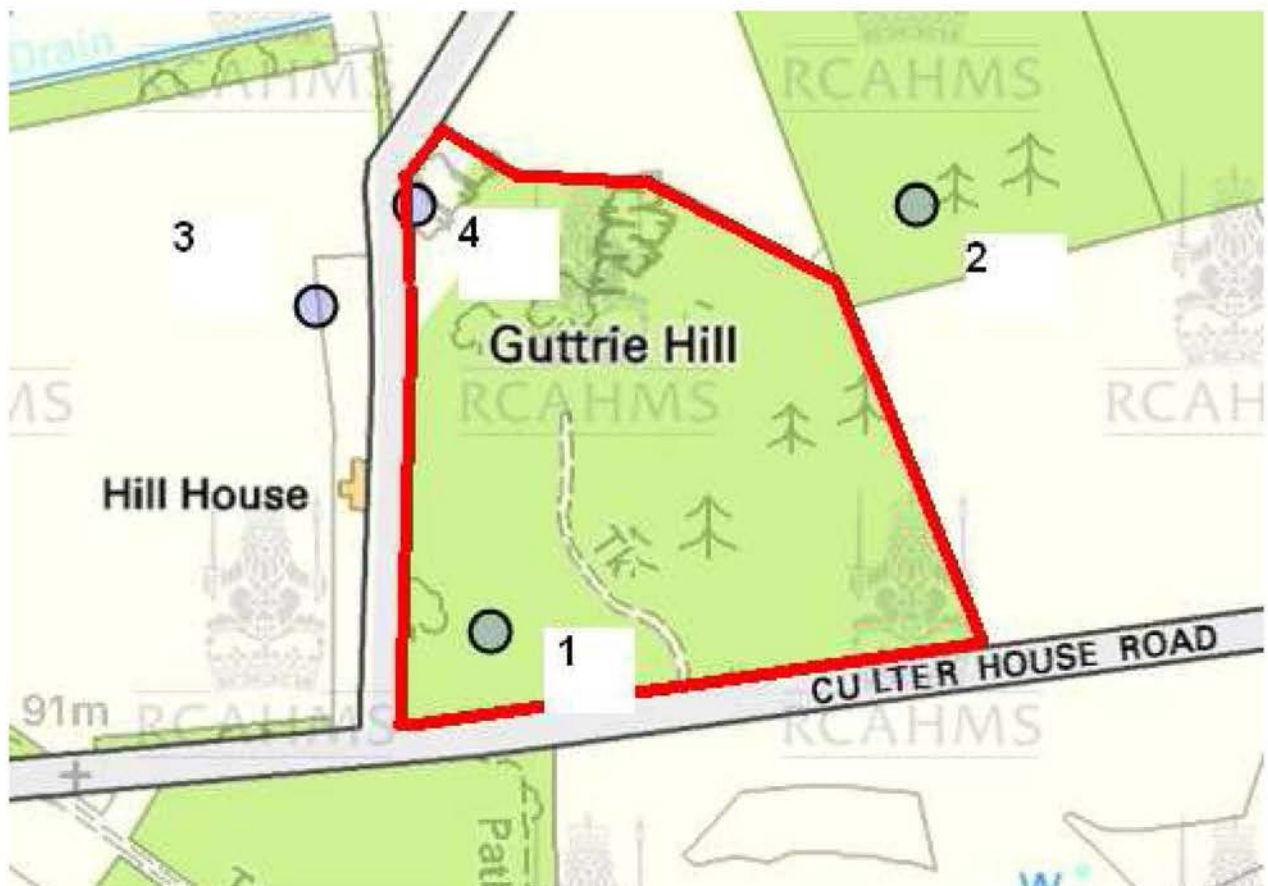 Drain
RCAHMS
RCAHMS
3
4
2
Guttrie Hill
RCAHMS
RCAH
MS
Hill House
Tk
1
CULTER HOUSE ROAD
91m
RCAHMS
RCAHMS
Path
W